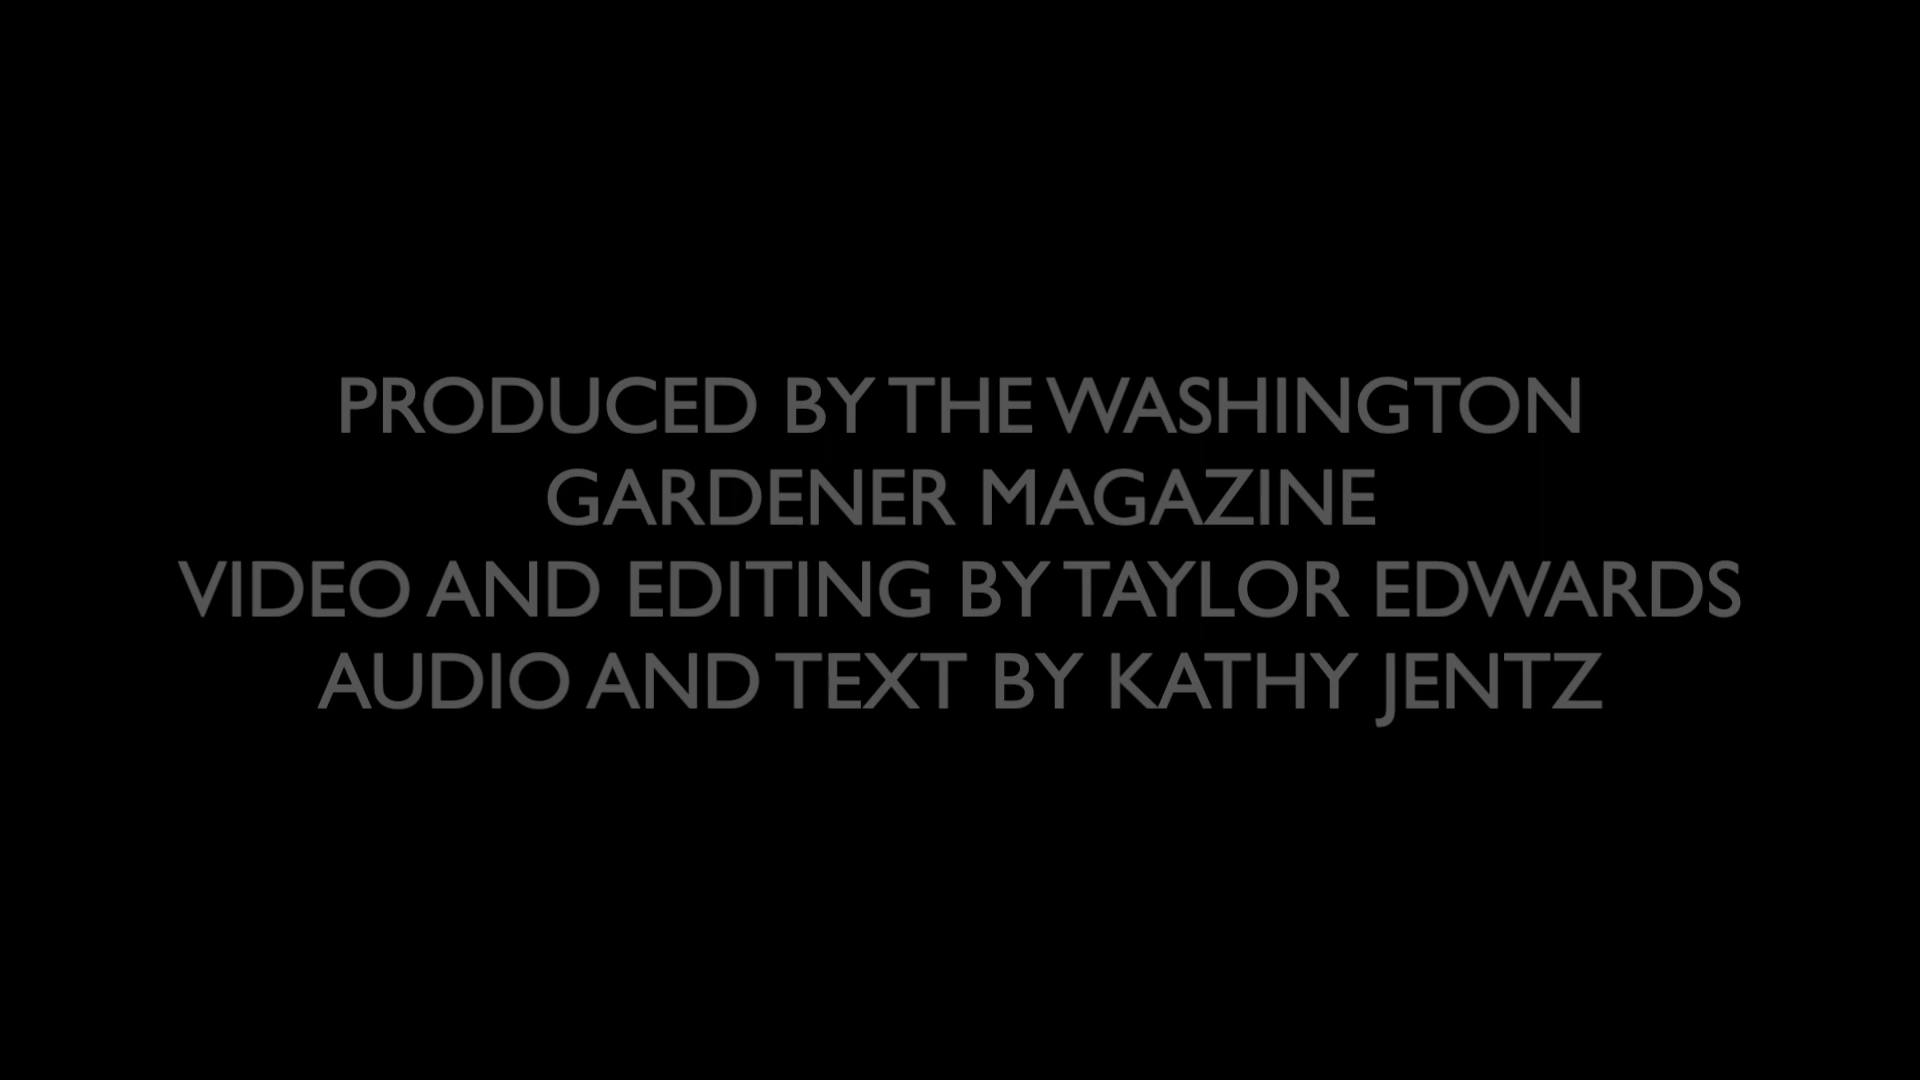 PRODUCED BY THE WASHINGTON
GARDENER MAGAZINE
VIDEO AND EDITING BY TAYLOR EDWARDS
AUDIO AND TEXT BY KATHY JENTZ